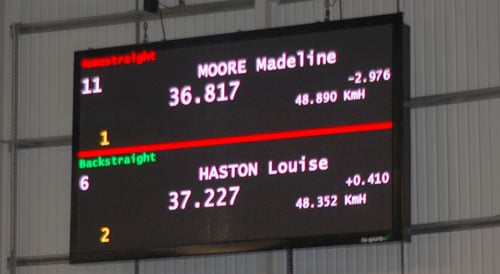 Homestraight
11 MOORE Madeline
36.817 -2.976
48.890 KmH
1
Backstraight
6 HASTON Louise
37.227 +0.410
48.352 KmH
2